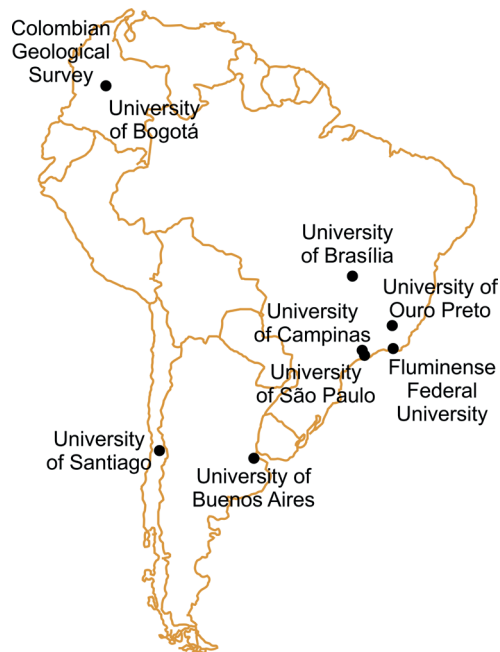 Colombian
Geological
Survey
University
of Bogotá
University
of Brasília
University of
Ouro Preto
University
of Campinas
University
of São Paulo
Fluminense
Federal
University
University
of Santiago
University of
Buenos Aires